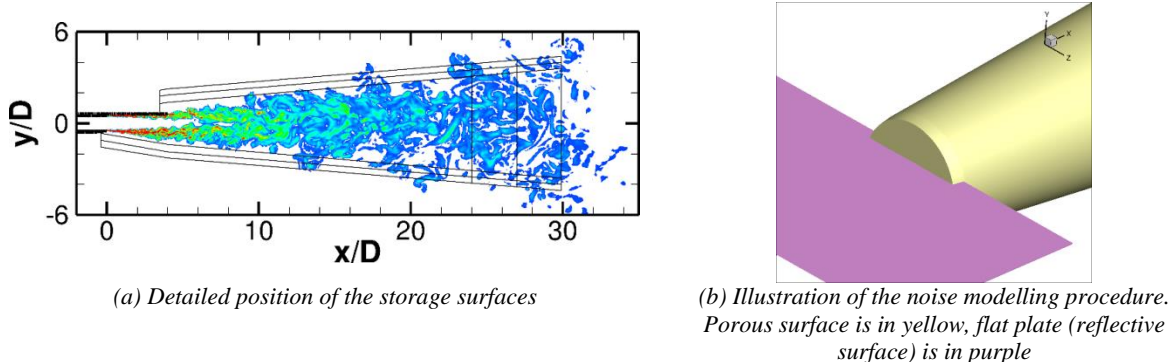 6
0
-6
y/D
0
10
20
30
x/D
Y
X
Z
(a) Detailed position of the storage surfaces
(b) Illustration of the noise modelling procedure.
Porous surface is in yellow, flat plate (reflective
surface) is in purple